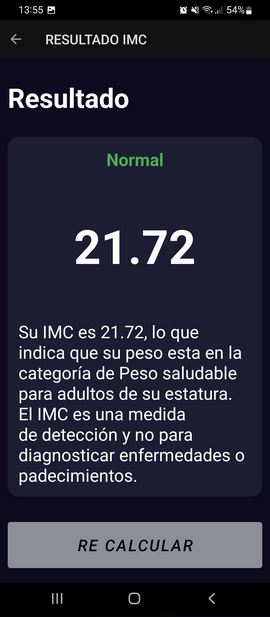 13:55 54%
RESULTADO IMC
Resultado
Normal
21.72
Su IMC es 21.72, lo que
indica que su peso esta en la
categoría de Peso saludable
para adultos de su estatura.
El IMC es una medida
de detección y no para
diagnosticar enfermedades o
padecimientos.
RE CALCULAR